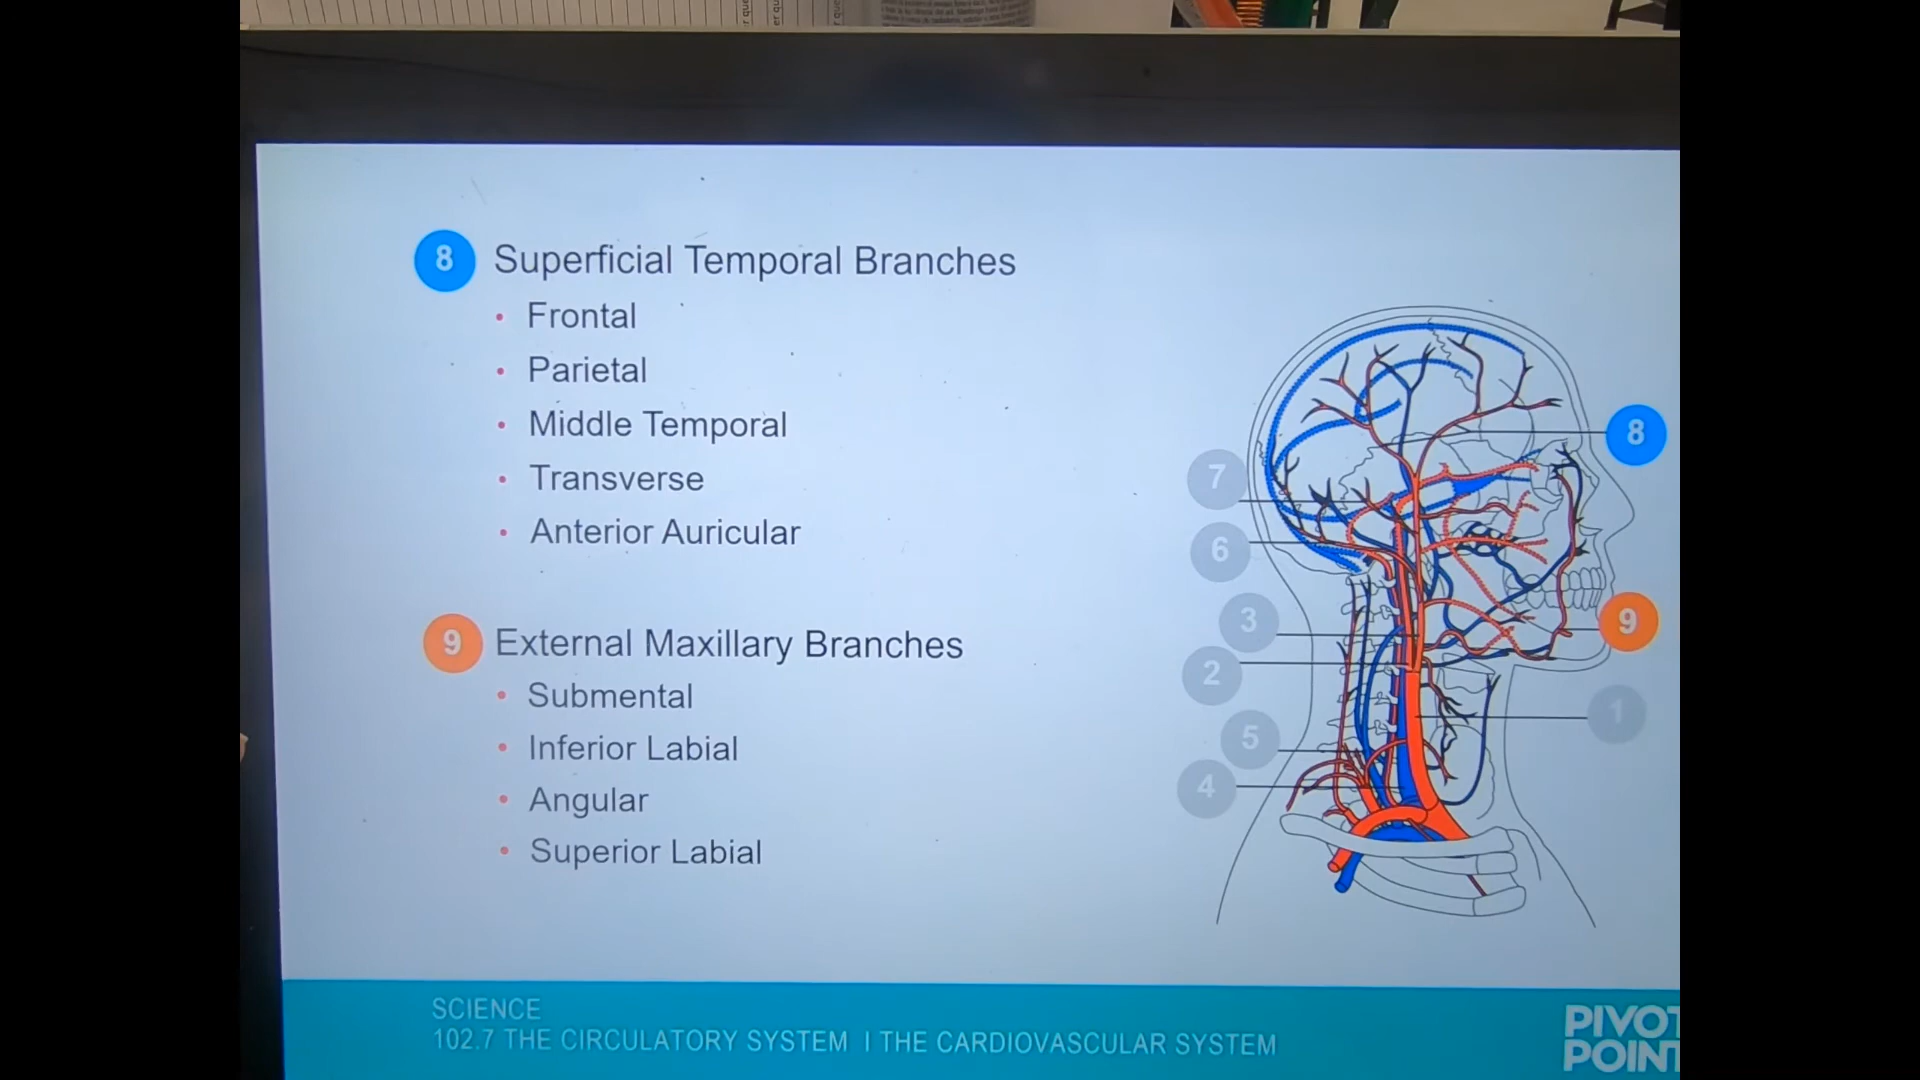 8 Superficial Temporal Branches
• Frontal
• Parietal
• Middle Temporal
• Transverse
• Anterior Auricular
9 External Maxillary Branches
• Submental
• Inferior Labial
• Angular
• Superior Labial
8
7
6
3
9
2
1
5
4
SCIENCE
102.7 THE CIRCULATORY SYSTEM | THE CARDIOVASCULAR SYSTEM
PIVOT
POINT